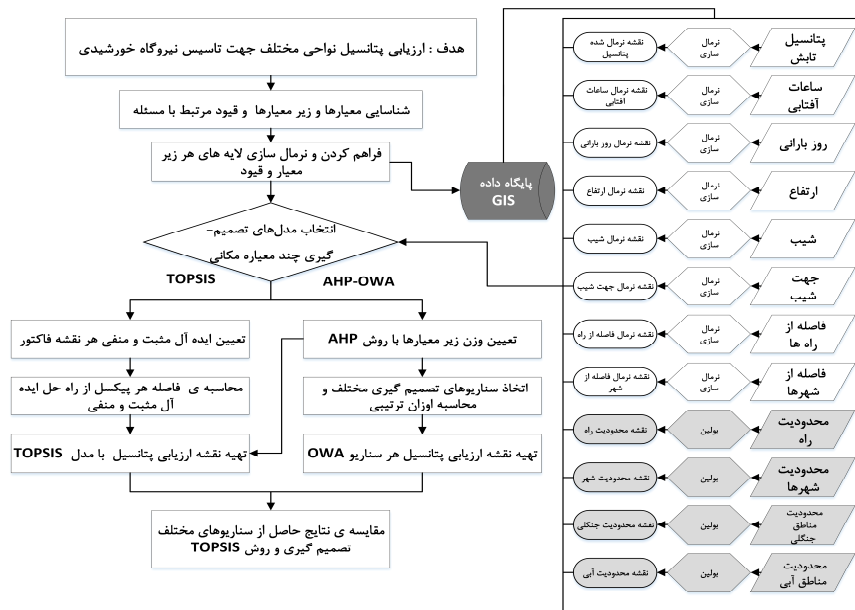 هدف : ارزیابی پتانسیل نواحی مختلف جهت تاسیس نیروگاه خورشیدی
شناسایی معیارها و زیر معیارها و قیود مرتبط با مسئله
فراهم کردن و نرمال سازی لایه های هر زیر
معیار و قیود
پایگاه داده
GIS
انتخاب مدل‌های تصمیم-
گیری چند معیاره مکانی
TOPSIS
AHP-OWA
تعیین وزن زیر معیارها با روش AHP
اتخاذ سناریوهای تصمیم گیری مختلف و
محاسبه اوزان ترتیبی
تهیه نقشه ارزیابی پتانسیل هر سناریو OWA
تعیین ایده آل مثبت و منفی هر نقشه فاکتور
محاسبه ی فاصله هر پیکسل از راه حل ایده
آل مثبت و منفی
تهیه نقشه ارزیابی پتانسیل با مدل TOPSIS
مقایسه ی نتایج حاصل از سناریوهای مختلف
تصمیم گیری و روش TOPSIS
پتانسیل
تابش
نرمال
سازی
نقشه نرمال شده
پتانسیل
ساعات
آفتابی
نرمال
سازی
نقشه نرمال ساعات
افتابی
روز بارانی
نرمال
سازی
نقشه نرمال روز بارانی
ارتفاع
نرمال
سازی
نقشه نرمال ارتفاع
شیب
نرمال
سازی
نقشه نرمال شیب
جهت
شیب
نرمال
سازی
نقشه نرمال جهت شیب
فاصله از
راه ها
نرمال
سازی
نقشه نرمال فاصله از راه
فاصله از
شهرها
نرمال
سازی
نقشه نرمال فاصله از
شهر
محدودیت
راه
بولین
نقشه محدودیت راه
محدودیت
شهرها
بولین
نقشه محدودیت شهر
محدودیت
مناطق
جنگلی
بولین
نقشه محدودیت جنگلی
محدودیت
مناطق آبی
بولین
نقشه محدودیت آبی